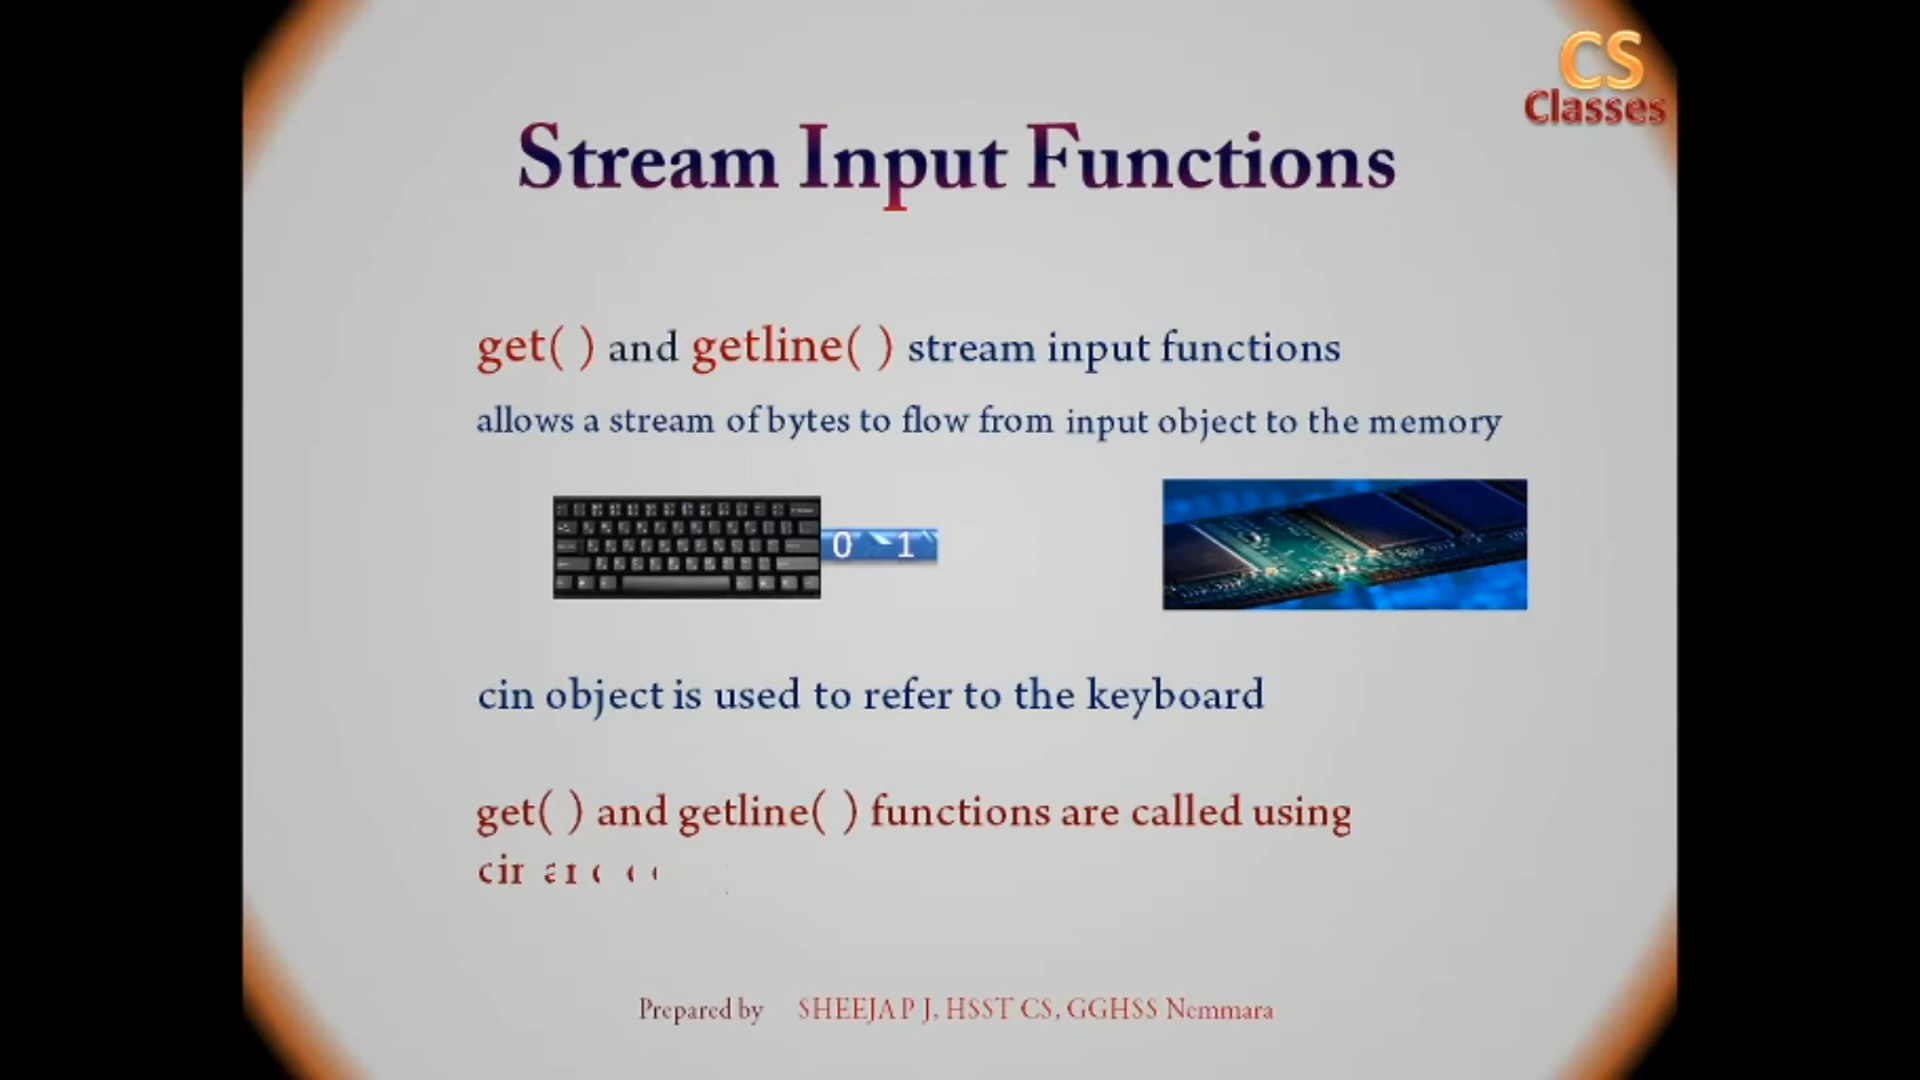 CS
Classes
Stream Input Functions
get( ) and getline( ) stream input functions
allows a stream of bytes to flow from input object to the memory
0 1
cin object is used to refer to the keyboard
get( ) and getline( ) functions are called using
Prepared by SHEEJA P J, HSST CS, GGHSS Nemmara